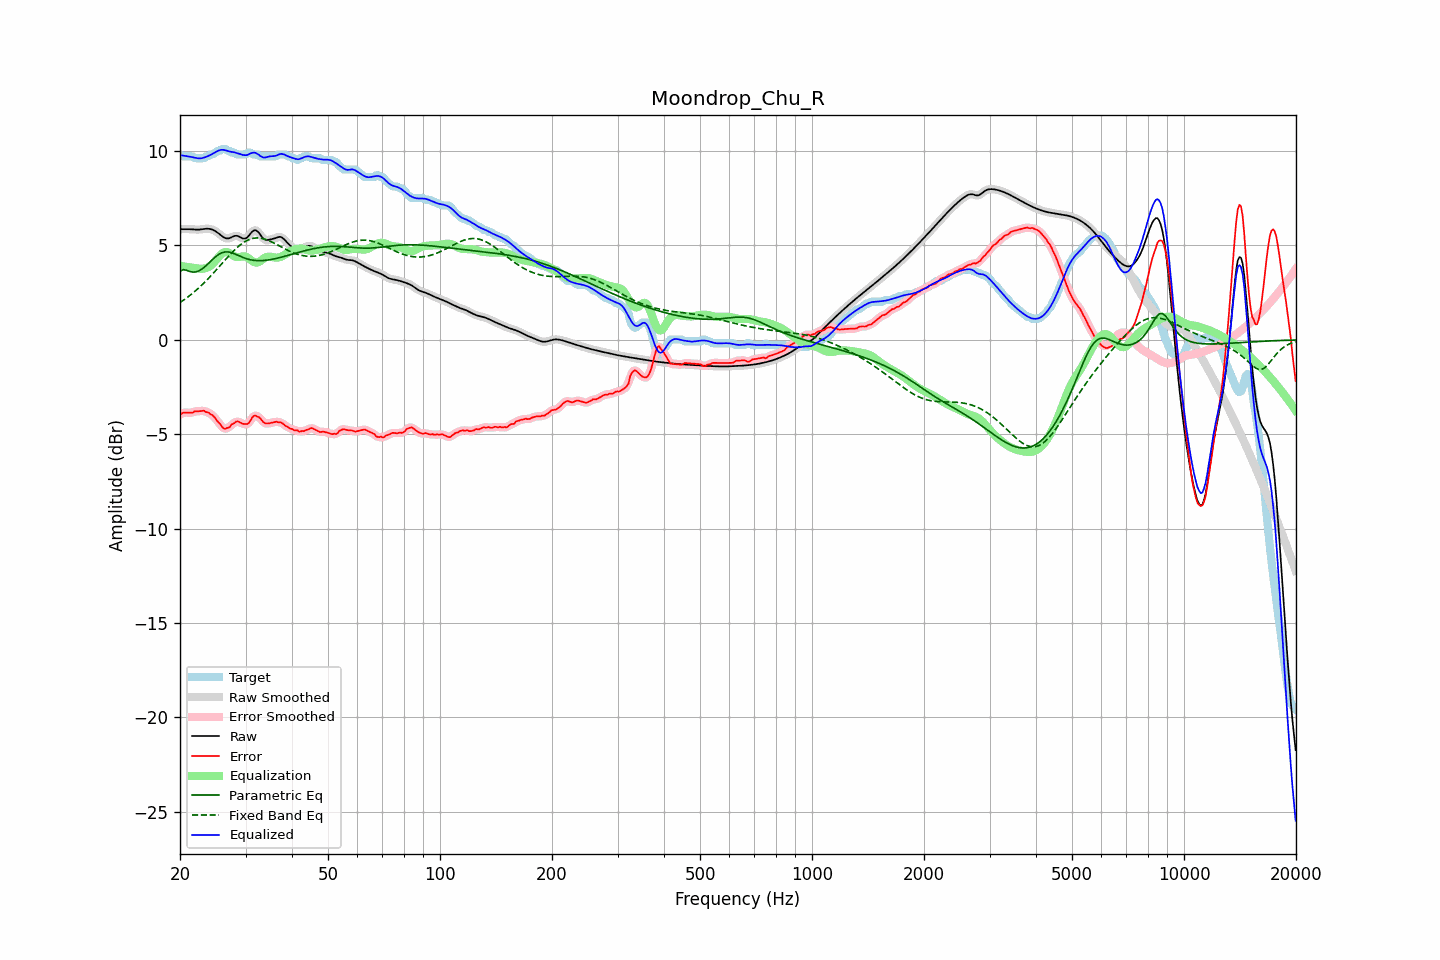 Moondrop_Chu_R
Amplitude (dBr)
10
5
0
−5
−10
−15
−20
−25
Target
Raw Smoothed
Error Smoothed
Raw
Error
Equalization
Parametric Eq
Fixed Band Eq
Equalized
20 50 100 200 500 1000 2000 5000 10000 20000
Frequency (Hz)